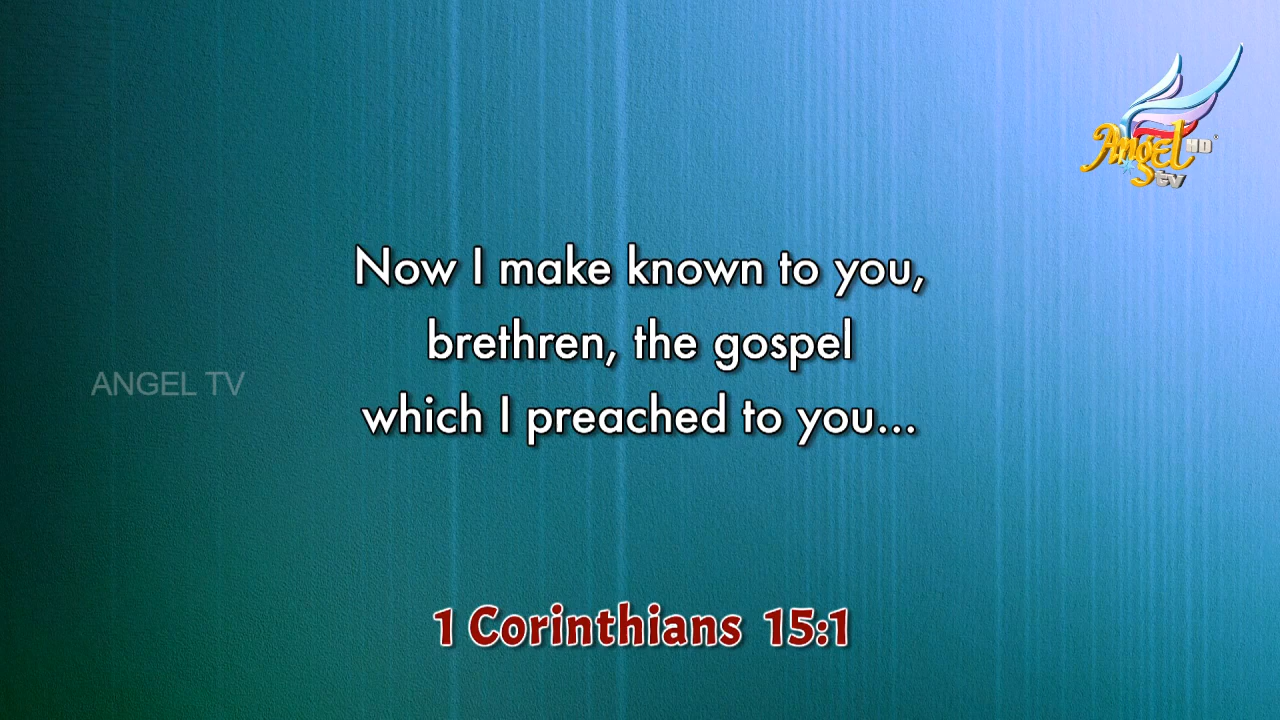 Angel HD
tv
Now I make known to you,
brethren, the gospel
ANGEL TV
which I preached to you...
1 Corinthians 15:1